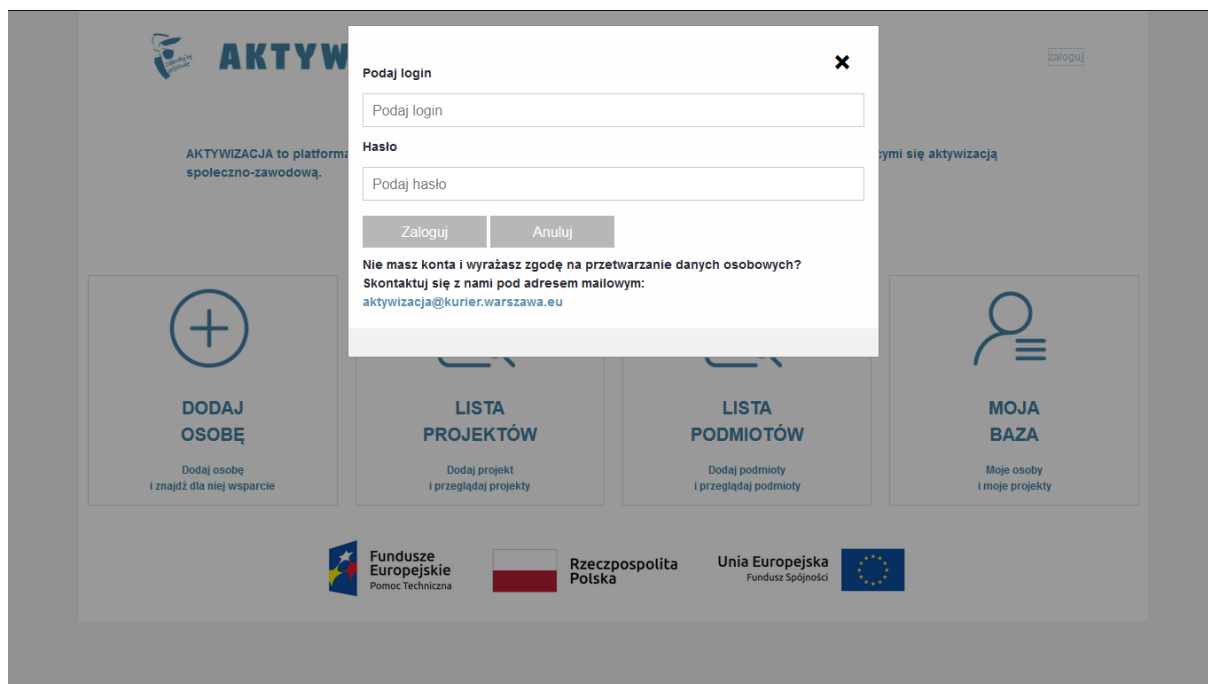 AKTYW
zaloguj
Podaj login
Podaj login
Hasło
Podaj hasło
Zaloguj Anuluj
Nie masz konta i wyrażasz zgodę na przetwarzanie danych osobowych?
Skontaktuj się z nami pod adresem mailowym:
aktywizacja@kurier.warszawa.eu
AKTYWIZACJA to platforma
ymi się aktywizacją
społeczno-zawodową.
DODAJ
OSOBĘ
Dodaj osobę
i znajdź dla niej wsparcie
LISTA
PROJEKTÓW
Dodaj projekt
i przeglądaj projekty
LISTA
PODMIOTÓW
Dodaj podmioty
i przeglądaj podmioty
MOJA
BAZA
Moje osoby
i moje projekty
Fundusze
Europejskie
Pomoc Techniczna
Rzeczpospolita
Polska
Unia Europejska
Fundusz Spójności